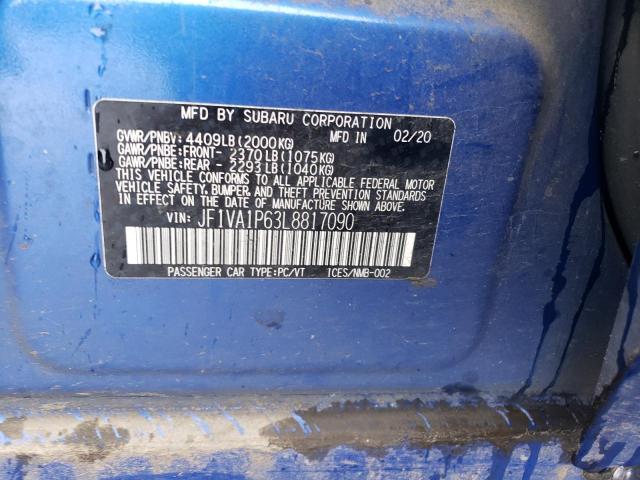 MFD BY SUBARU CORPORATION
GVWR/PNBV: 4409LB(2000KG) MFD IN 02/20
GAWR/PNBE:FRONT- 2370LB(1075KG)
GAWR/PNBE:REAR - 2293LB(1040KG)
THIS VEHICLE CONFORMS TO ALL APPLICABLE FEDERAL MOTOR
VEHICLE SAFETY, BUMPER, AND THEFT PREVENTION STANDARDS
IN EFFECT ON THE DATE OF MANUFACTURE SHOWN ABOVE.
VIN: JF1VA1P63L8817090
PASSENGER CAR TYPE:PC/VT ICES/NMB-002